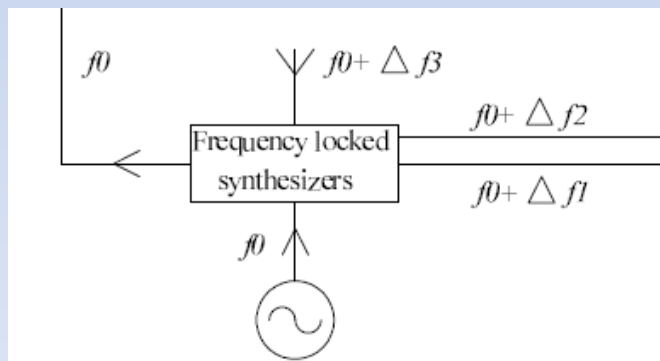 f0
f0+ △ f3
f0+ △ f2
Frequency locked
synthesizers
f0+ △ f1
f0